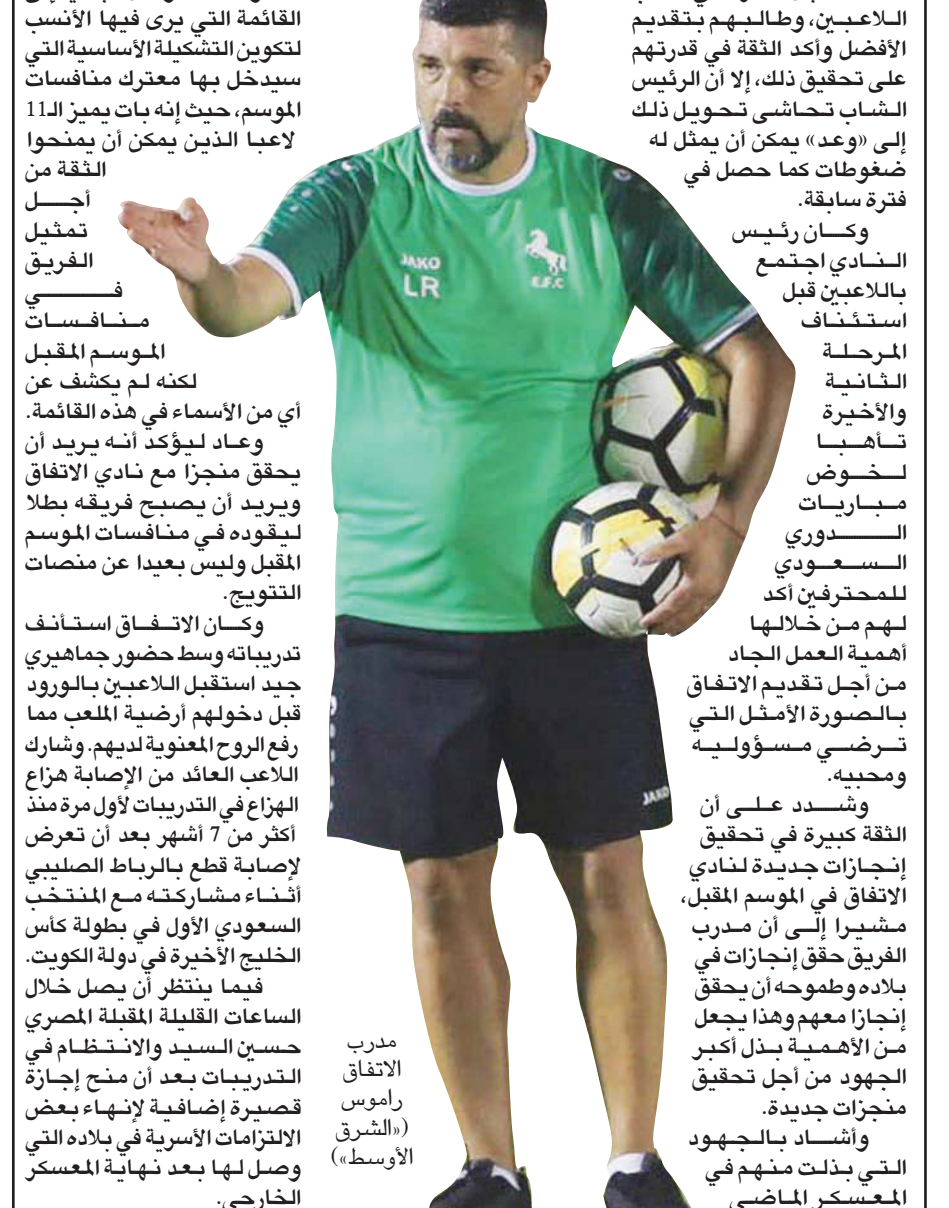 اللاعبين، وطالبهم بتقديم
الأفضل وأكد الثقة في قدرتهم
على تحقيق ذلك، إلا أن الرئيس
الشاب تحاشى تحويل ذلك
إلى «وعد» يمكن أن يمثل له
ضغوطات كما حصل في
فترة سابقة.
وكان رئيس
النادي اجتمع
باللاعبين قبل
استئناف
المرحلة
الثانية
والأخيرة
تأهبا
لخوض
مباريات
الدوري
السعودي
للمحترفين أكد
لهم من خلالها
أهمية العمل الجاد
من أجل تقديم الاتفاق
بالصورة الأمثل التي
ترضي مسؤوليه
ومحبيه.
وشدد على أن
الثقة كبيرة في تحقيق
إنجازات جديدة لنادي
الاتفاق في الموسم المقبل،
مشيرا إلى أن مدرب
الفريق حقق إنجازات في
بلاده وطموحه أن يحقق
إنجازا معهم وهذا يجعل
من الأهمية بذل أكبر
الجهود من أجل تحقيق
منجزات جديدة.
وأشاد بالجهود
التي بذلت منهم في
المعسكر الماضي
JAKO
LR
E.F.C
JAKO
مدرب
الاتفاق
راموس
(«الشرق
الأوسط»)
القائمة التي يرى فيها الأنسب
لتكوين التشكيلة الأساسية التي
سيدخل بها معترك منافسات
الموسم، حيث إنه بات يميز الـ11
لاعبا الذين يمكن أن يمنحوا
الثقة من
أجل
تمثيل
الفريق
في
منافسات
الموسم المقبل
لكنه لم يكشف عن
أي من الأسماء في هذه القائمة.
وعاد ليؤكد أنه يريد أن
يحقق منجزا مع نادي الاتفاق
ويريد أن يصبح فريقه بطلا
ليقوده في منافسات الموسم
المقبل وليس بعيدا عن منصات
التتويج.
وكان الاتفاق استأنف
تدريباته وسط حضور جماهيري
جيد استقبل اللاعبين بالورود
قبل دخولهم أرضية الملعب مما
رفع الروح المعنوية لديهم. وشارك
اللاعب العائد من الإصابة هزاع
الهزاع في التدريبات لأول مرة منذ
أكثر من 7 أشهر بعد أن تعرض
لإصابة قطع بالرباط الصليبي
أثناء مشاركته مع المنتخب
السعودي الأول في بطولة كأس
الخليج الأخيرة في دولة الكويت.
فيما ينتظر أن يصل خلال
الساعات القليلة المقبلة المصري
حسين السيد والانتظام في
التدريبات بعد أن منح إجازة
قصيرة إضافية لإنهاء بعض
الالتزامات الأسرية في بلاده التي
وصل لها بعد نهاية المعسكر
الخارجي.